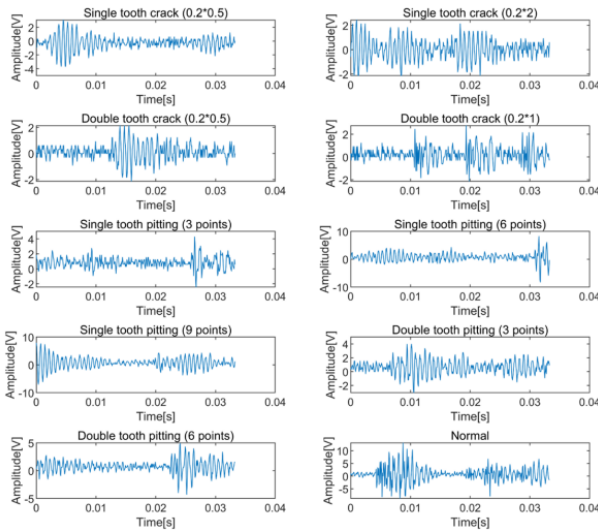 Single tooth crack (0.2*0.5)
Amplitude[V]
2
0
-2
-4
0 0.01 0.02 0.03 0.04
Time[s]
Single tooth crack (0.2*2)
Amplitude[V]
2
0
-2
0 0.01 0.02 0.03 0.04
Time[s]
Double tooth crack (0.2*0.5)
Amplitude[V]
2
0
-2
0 0.01 0.02 0.03 0.04
Time[s]
Double tooth crack (0.2*1)
Amplitude[V]
2
0
-2
0 0.01 0.02 0.03 0.04
Time[s]
Single tooth pitting (3 points)
Amplitude[V]
4
2
0
-2
0 0.01 0.02 0.03 0.04
Time[s]
Single tooth pitting (6 points)
Amplitude[V]
10
0
-10
0 0.01 0.02 0.03 0.04
Time[s]
Single tooth pitting (9 points)
Amplitude[V]
10
0
-10
0 0.01 0.02 0.03 0.04
Time[s]
Double tooth pitting (3 points)
Amplitude[V]
4
2
0
-2
0 0.01 0.02 0.03 0.04
Time[s]
Double tooth pitting (6 points)
Amplitude[V]
5
0
-5
0 0.01 0.02 0.03 0.04
Time[s]
Normal
Amplitude[V]
10
5
0
-5
0 0.01 0.02 0.03 0.04
Time[s]